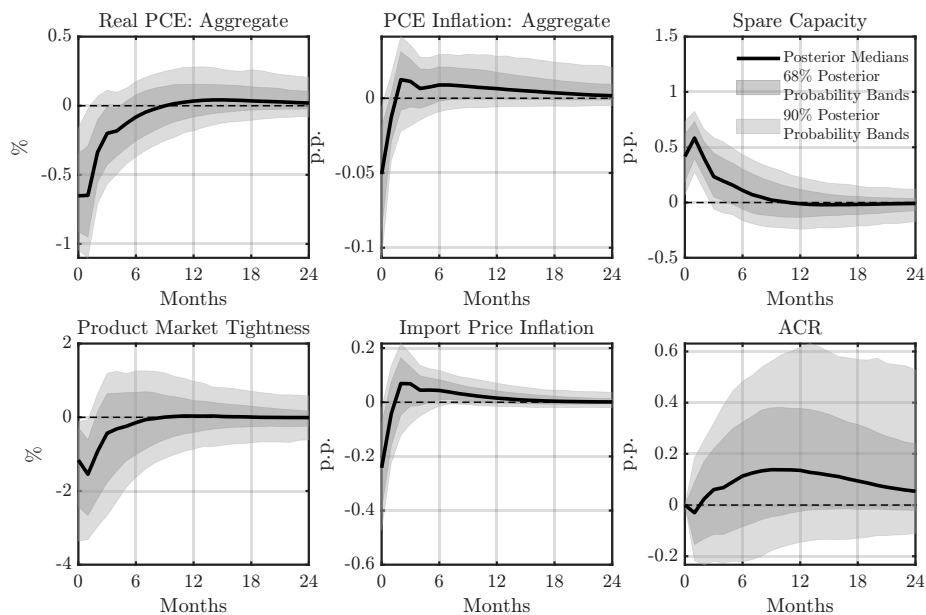 Real PCE: Aggregate
0.5
0
-0.5
-1
%
0 6 12 18 24
Months
PCE Inflation: Aggregate
0
-0.05
-0.1
p.p.
0 6 12 18 24
Months
Spare Capacity
1.5
1
0.5
0
-0.5
p.p.
Posterior Medians
68% Posterior
Probability Bands
90% Posterior
Probability Bands
0 6 12 18 24
Months
Product Market Tightness
2
0
-2
-4
%
0 6 12 18 24
Months
Import Price Inflation
0.2
0
-0.2
-0.4
-0.6
p.p.
0 6 12 18 24
Months
ACR
0.6
0.4
0.2
0
-0.2
p.p.
0 6 12 18 24
Months